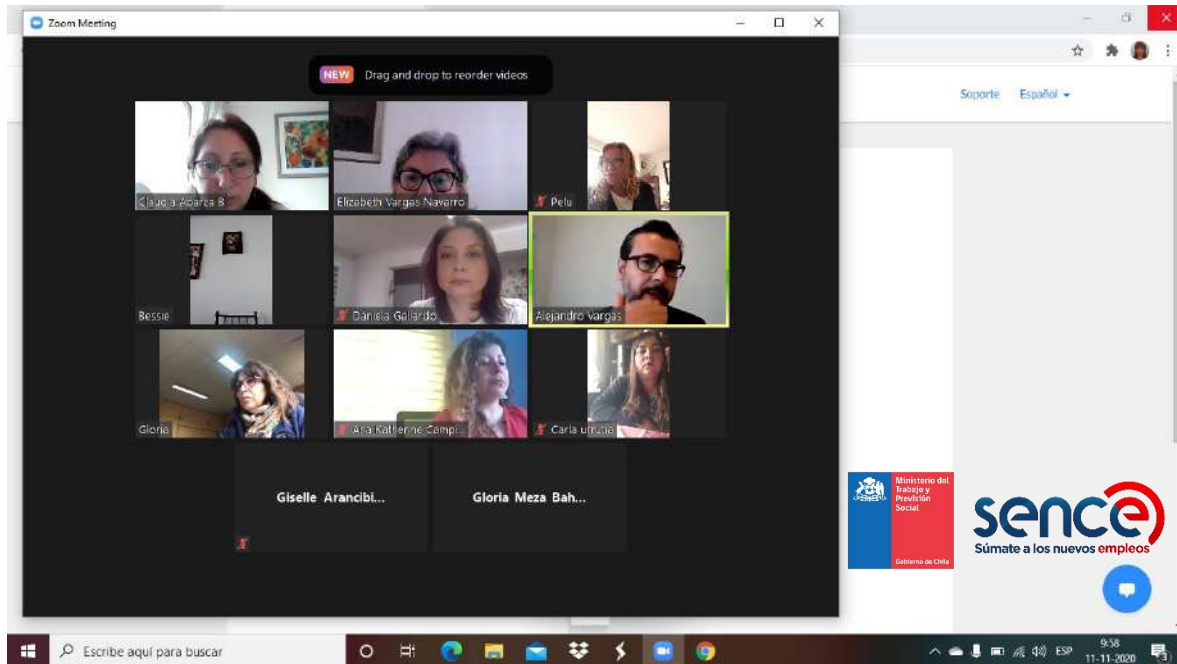 Zoom Meeting
NEW Drag and drop to reorder videos
Soporte Español
Claudia Abarza B
Elizabeth Vargas Navarro
Pelu
Bessie
Daniela Gallardo
Alejandro Vargas
Gloria
Ana Katherine Campi...
Carla urrutia
Giselle Arancibi...
Gloria Meza Bah...
Ministerio del
Trabajo y
Previsión
Social
Gobierno de Chile
sence
Súmate a los nuevos empleos
Escribe aquí para buscar
ESP
9:58
11-11-2020